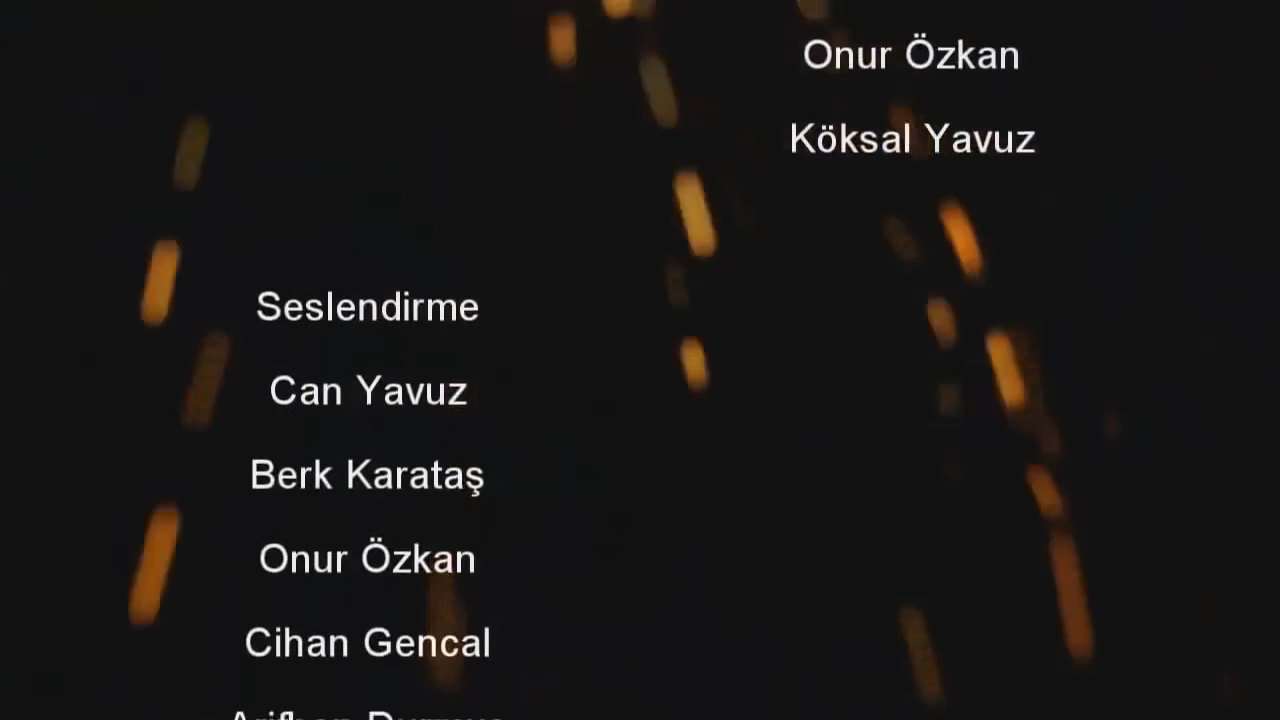 Onur Özkan
Köksal Yavuz
Seslendirme
Can Yavuz
Berk Karataş
Onur Özkan
Cihan Gencal